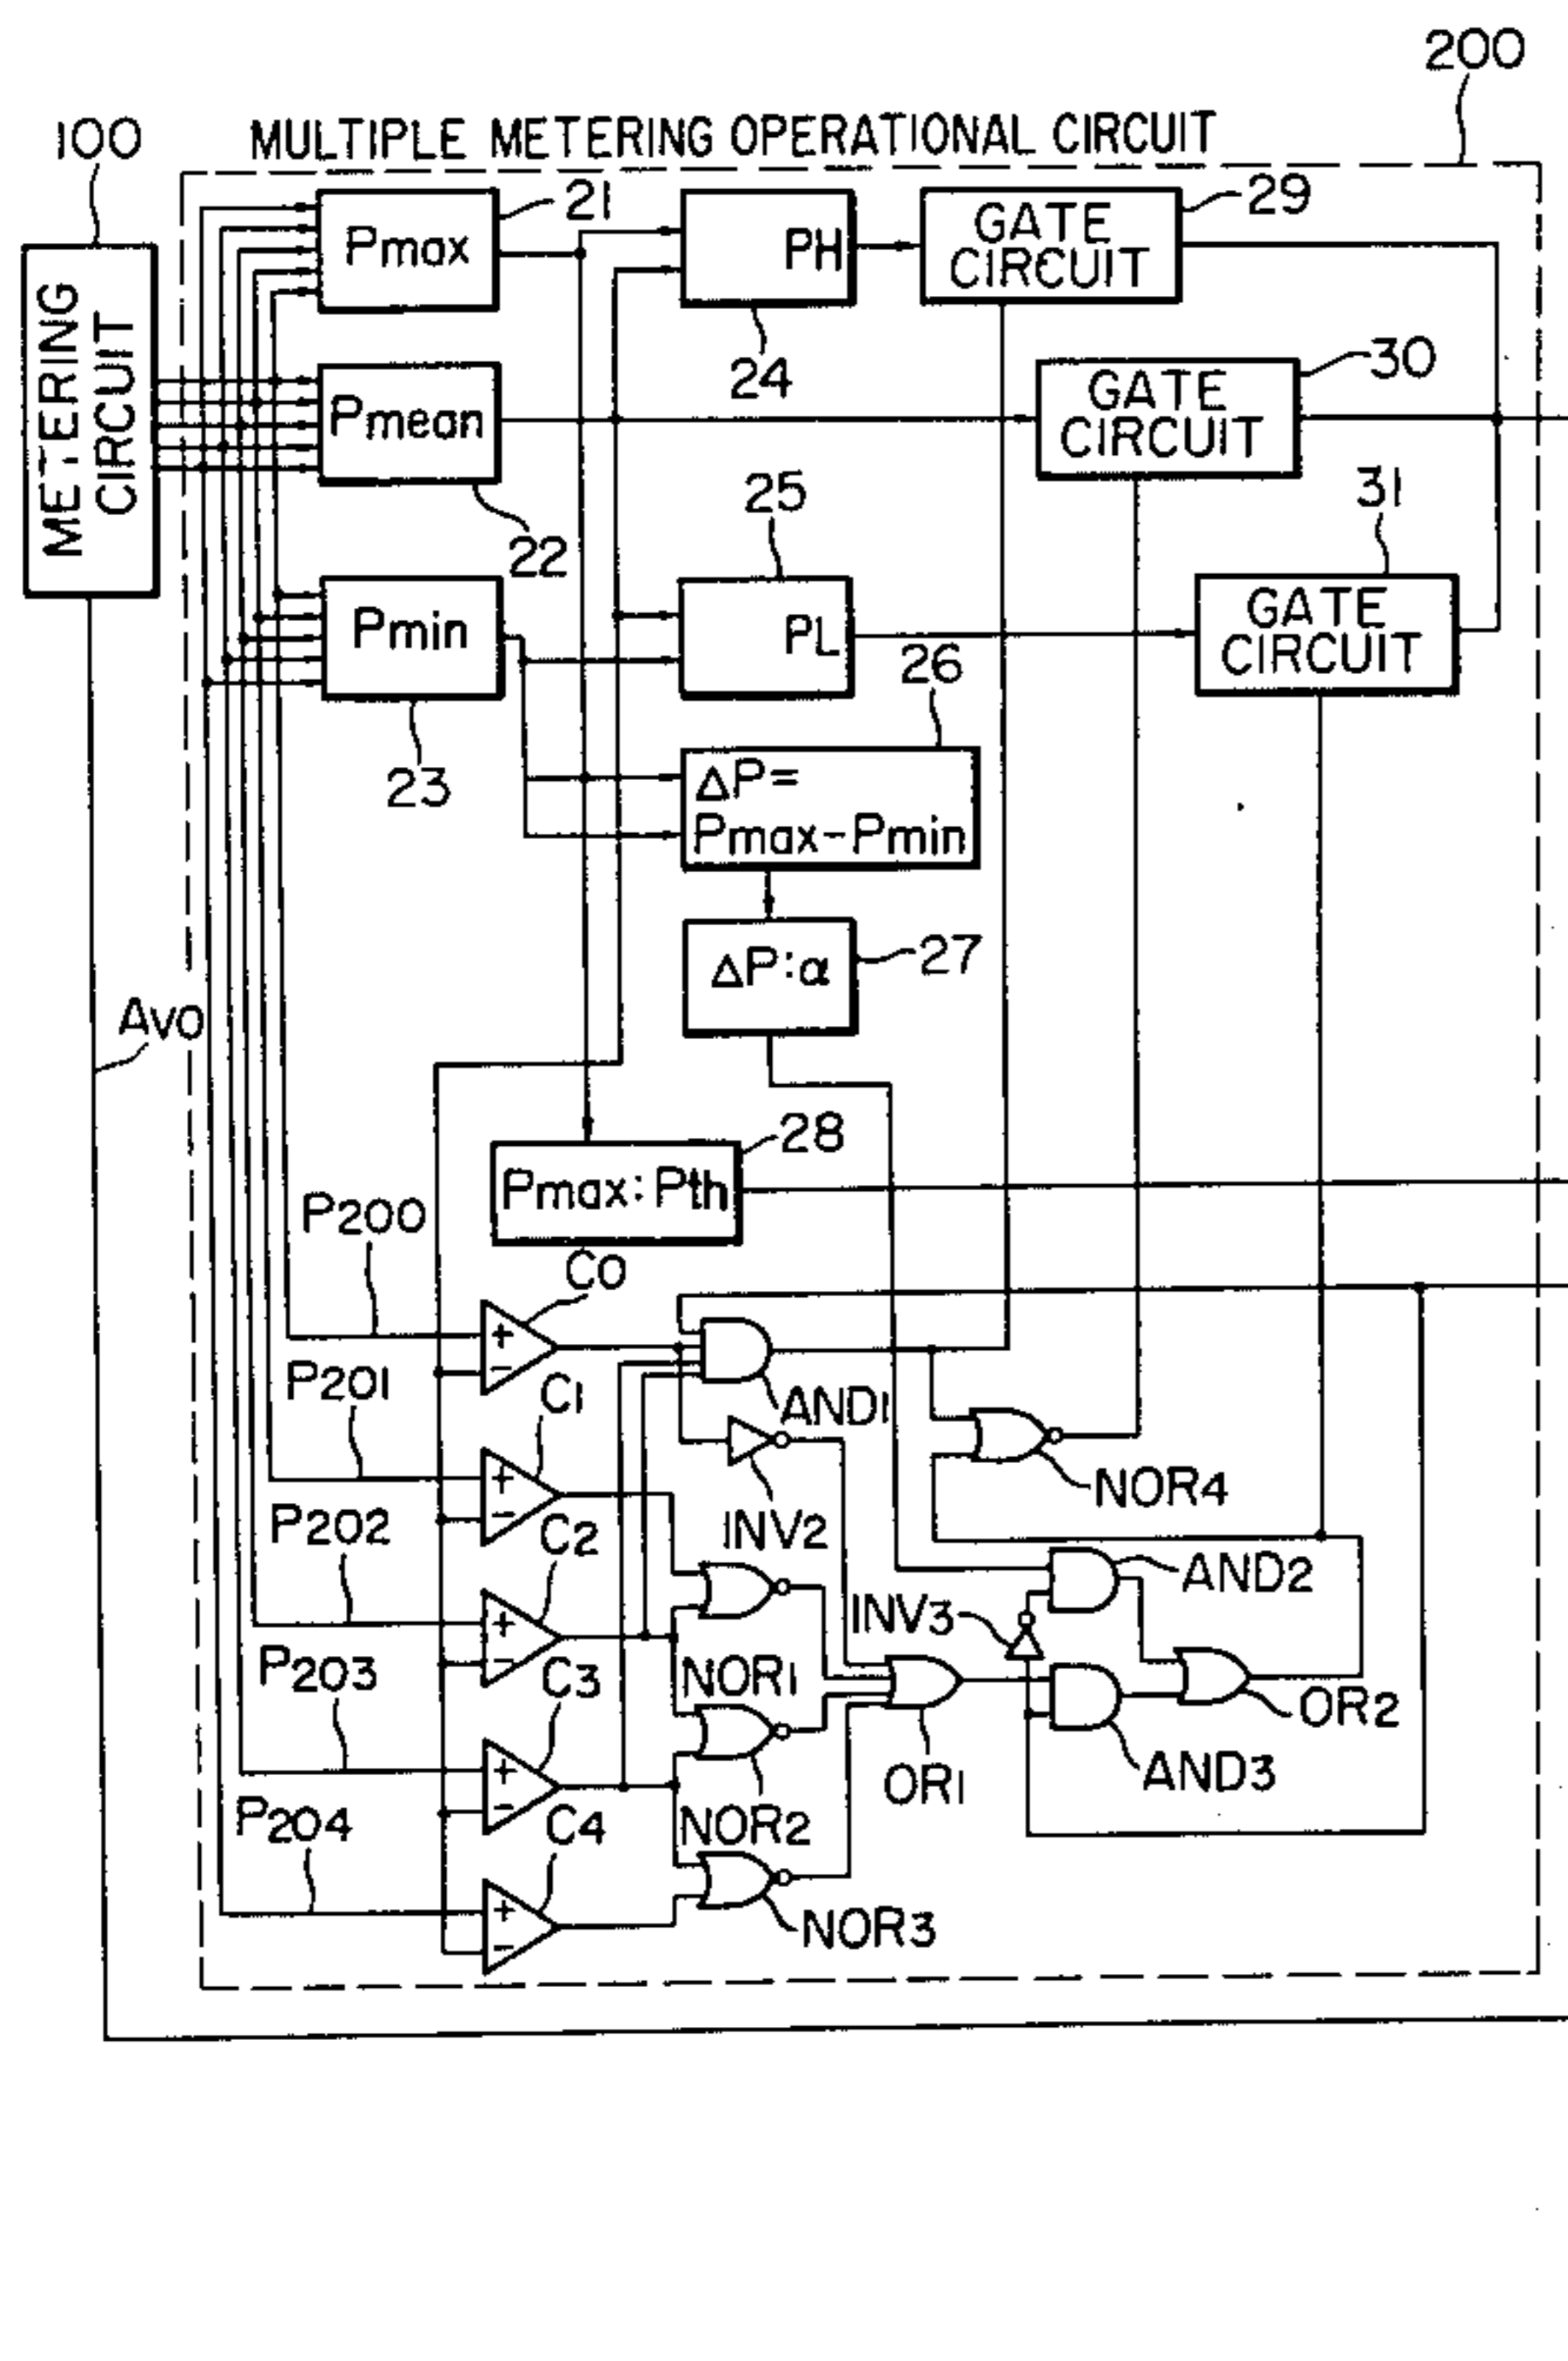 200
100
MULTIPLE METERING OPERATIONAL CIRCUIT
METERING
CIRCUIT
21
Pmax
PH
24
GATE
CIRCUIT
29
Pmean
22
GATE
CIRCUIT
30
25
31
Pmin
23
PL
26
GATE
CIRCUIT
ΔP=
Pmax-Pmin
ΔP:α
27
AVO
28
Pmax:Pth
P200
C0
AND1
P201
C1
INV2
NOR4
P202
C2
AND2
INV3
P203
C3
NOR1
OR2
AND3
OR1
P204
C4
NOR2
NOR3